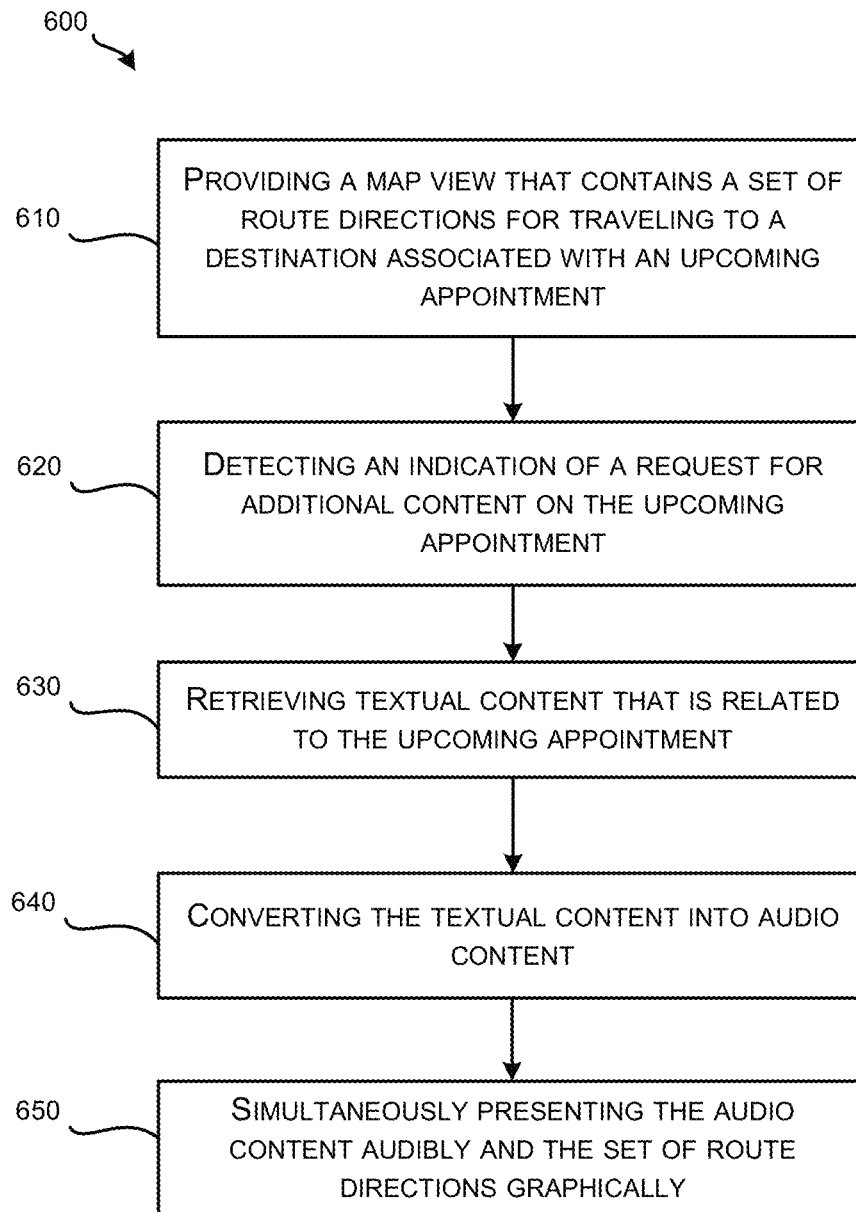 600
610
PROVIDING A MAP VIEW THAT CONTAINS A SET OF
ROUTE DIRECTIONS FOR TRAVELING TO A
DESTINATION ASSOCIATED WITH AN UPCOMING
APPOINTMENT
620
DETECTING AN INDICATION OF A REQUEST FOR
ADDITIONAL CONTENT ON THE UPCOMING
APPOINTMENT
630
RETRIEVING TEXTUAL CONTENT THAT IS RELATED
TO THE UPCOMING APPOINTMENT
640
CONVERTING THE TEXTUAL CONTENT INTO AUDIO
CONTENT
650
SIMULTANEOUSLY PRESENTING THE AUDIO
CONTENT AUDIBLY AND THE SET OF ROUTE
DIRECTIONS GRAPHICALLY